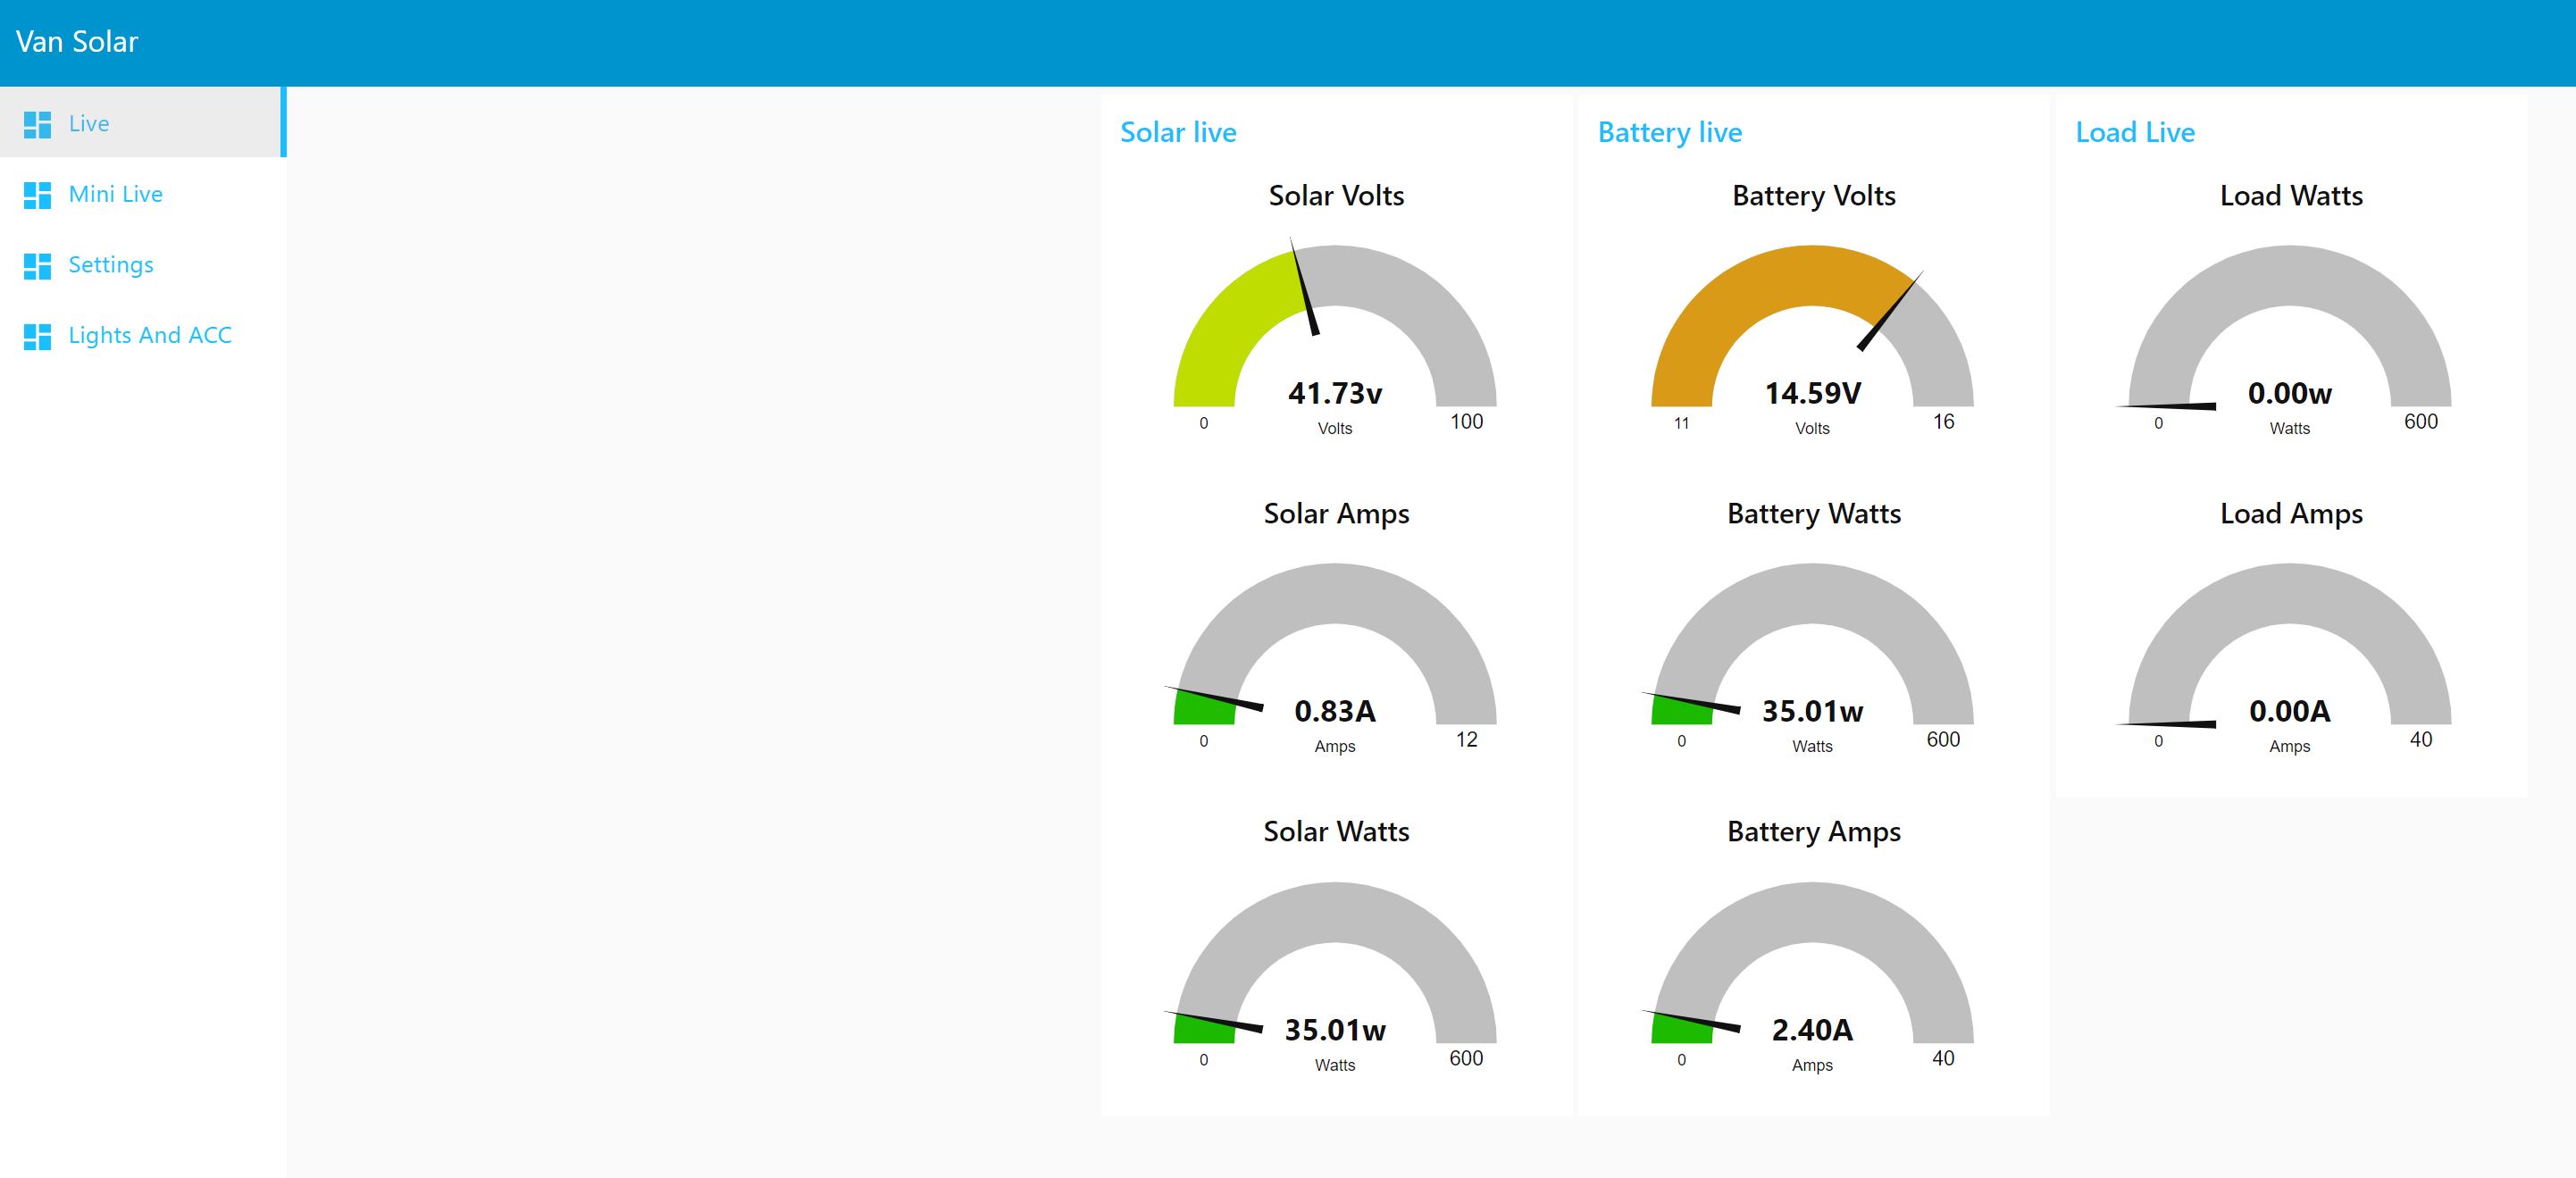 Van Solar
Live
Mini Live
Settings
Lights And ACC
Solar live
Solar Volts
41.73v
0
Volts
100
Solar Amps
0.83A
0
Amps
12
Solar Watts
35.01w
0
Watts
600
Battery live
Battery Volts
14.59V
11
Volts
16
Battery Watts
35.01w
0
Watts
600
Battery Amps
2.40A
0
Amps
40
Load Live
Load Watts
0.00w
0
Watts
600
Load Amps
0.00A
0
Amps
40